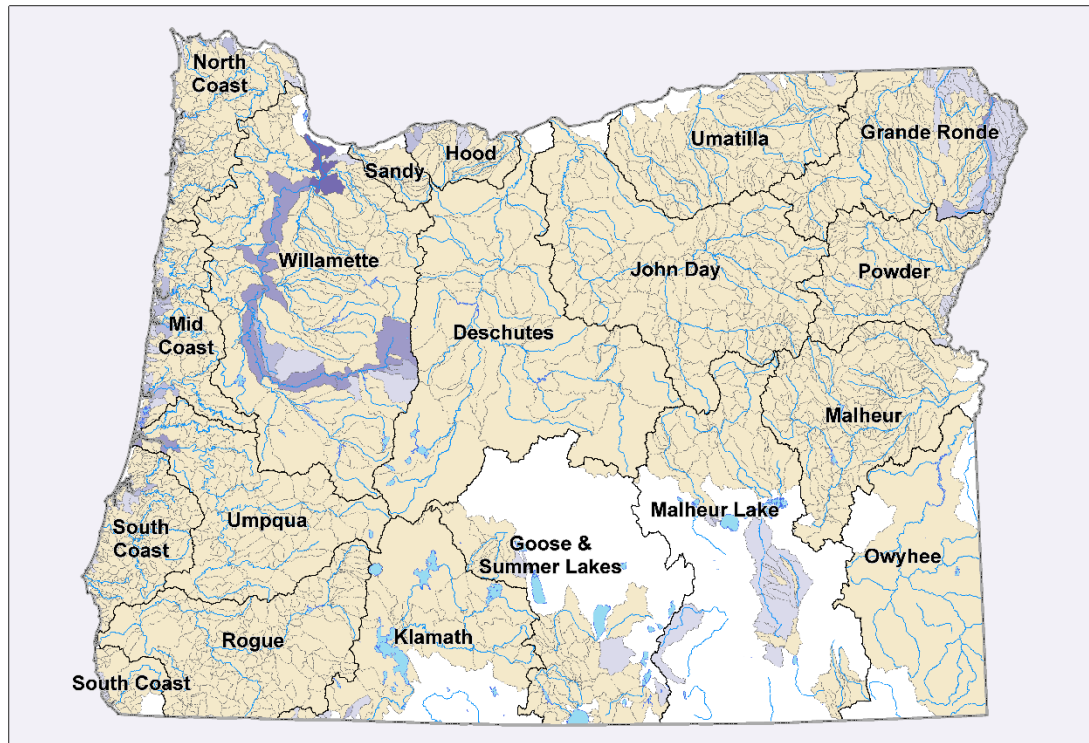 North
Coast
Umatilla
Grande Ronde
Hood
Sandy
Willamette
John Day
Powder
Mid
Coast
Deschutes
Malheur
Malheur Lake
South
Coast
Umpqua
Goose &
Summer Lakes
Owyhee
Rogue
Klamath
South Coast